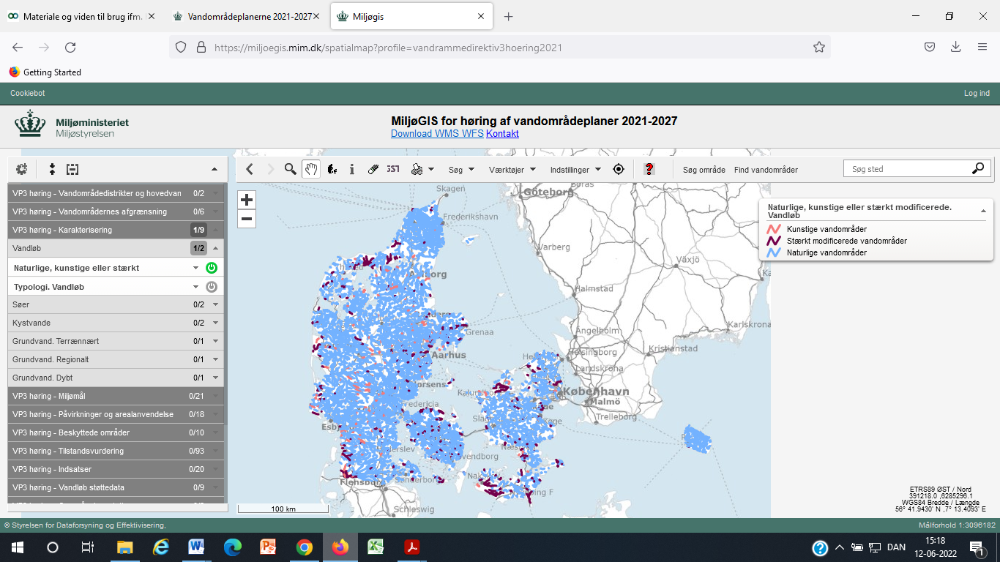 Materiale og viden til brug ifm.
Vandområdeplanerne 2021-2027
Miljøgis
https://miljoegis.mim.dk/spatialmap?profile=vandrammedirektiv3hoering2021
Getting Started
Cookiebot
Log ind
Miljøministeriet
Miljøstyrelsen
MiljøGIS for høring af vandområdeplaner 2021-2027
Download WMS WFS Kontakt
Søg
Værktøjer
Indstillinger
Søg område
Find vandområder
Søg sted
VP3 høring - Vandområdedistrikter og hovedvan 0/2
VP3 høring - Vandområdernes afgrænsning 0/6
VP3 høring - Karakterisering 1/9
Vandløb 1/2
Naturlige, kunstige eller stærkt
Typologi. Vandløb
Søer 0/2
Kystvande 0/2
Grundvand. Terrænnært 0/1
Grundvand. Regionalt 0/1
Grundvand. Dybt 0/1
VP3 høring - Miljømål 0/21
VP3 høring - Påvirkninger og arealanvendelse 0/18
VP3 høring - Beskyttede områder 0/10
VP3 høring - Tilstandsvurdering 0/93
VP3 høring - Indsatser 0/20
VP3 høring - Vandløb støttedata 0/9
Naturlige, kunstige eller stærkt modificerede.
Vandløb
Kunstige vandområder
Stærkt modificerede vandområder
Naturlige vandområder
Skagen
Göteborg
Borås
Frederikshavn
Varberg
Växjö
Halmstad
Grenaa
Karlskrona
Ängelholm
Kristianstad
Aarhus
Helsingborg
Landskrona
København
Malmö
Fredericia
Trelleborg
Flensburg
Sønderborg
Schleswig
100 km
ETRS89 ØST / Nord
391218.0 ,6285296.1
WGS84 Bredde / Længde
56° 41.9430' N ,7° 13.4093' E
© Styrelsen for Dataforsyning og Effektivisering,
Målforhold 1:3096182
DAN
15:18
12-06-2022
1